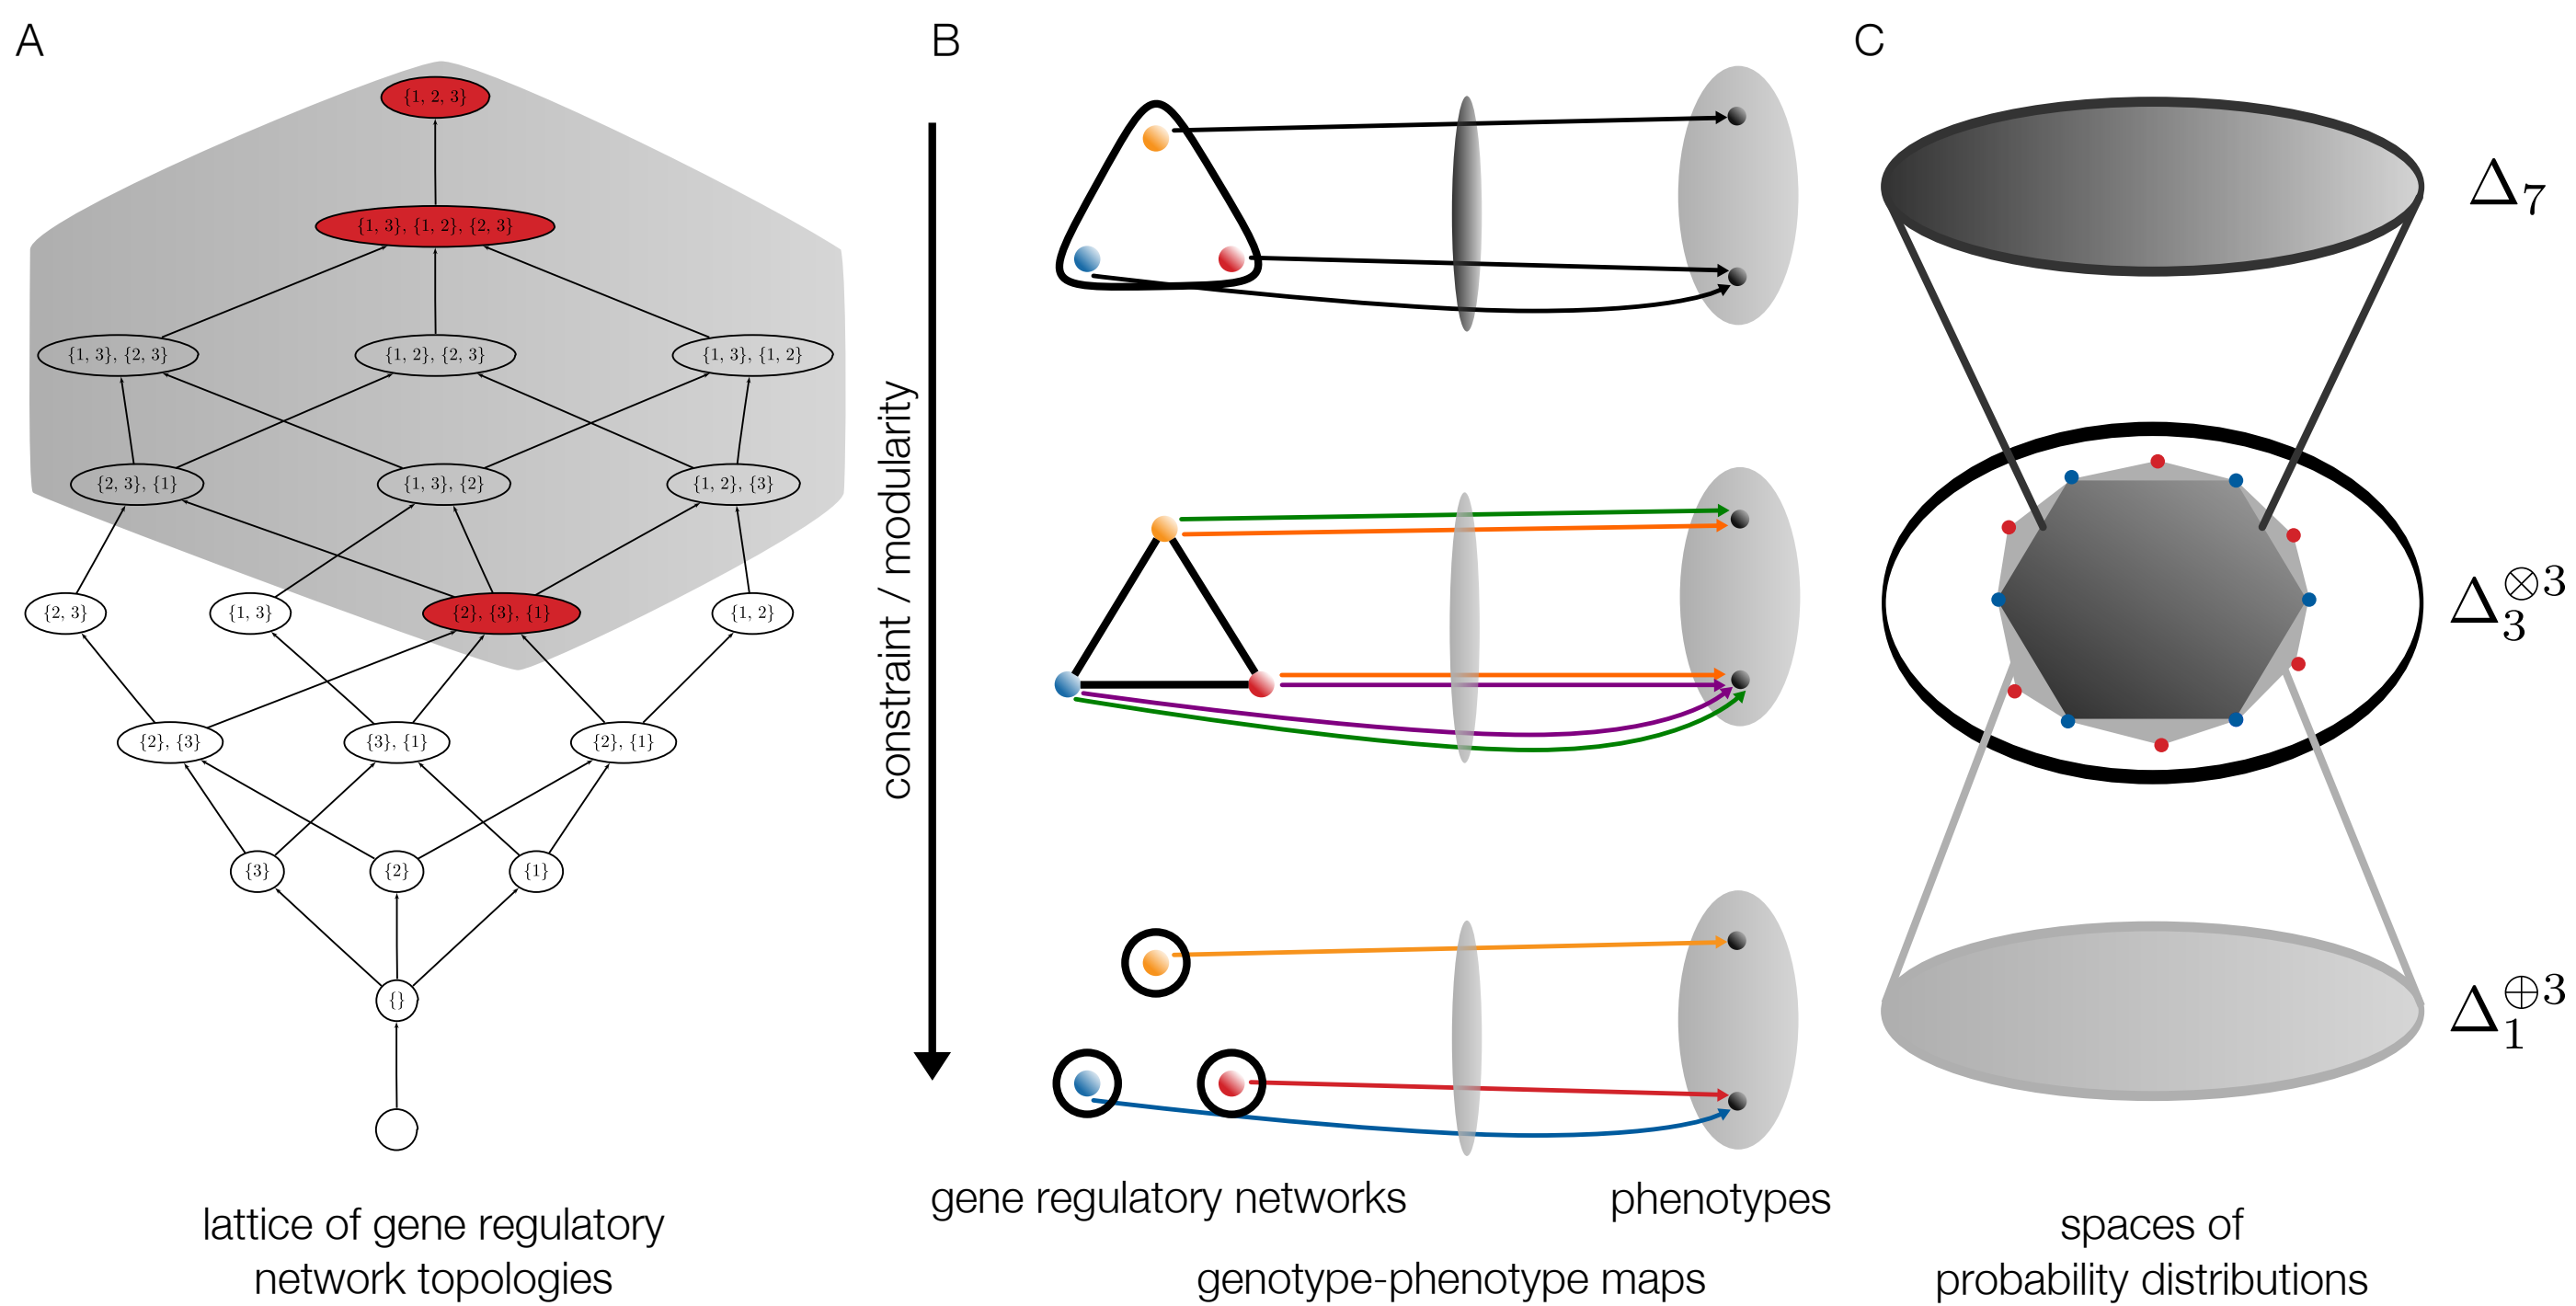 A
{1, 2, 3}
{1, 3}, {1, 2}, {2, 3}
{1, 3}, {2, 3}
{1, 2}, {2, 3}
{1, 3}, {1, 2}
{2, 3}, {1}
{1, 3}, {2}
{1, 2}, {3}
{2, 3}
{1, 3}
{2}, {3}, {1}
{1, 2}
{2}, {3}
{3}, {1}
{2}, {1}
{3}
{2}
{1}
{}
lattice of gene regulatory
network topologies
B
constraint / modularity
gene regulatory networks
phenotypes
genotype-phenotype maps
C
Δ₇
Δ₃^⊗3
Δ₁^⊕3
spaces of
probability distributions